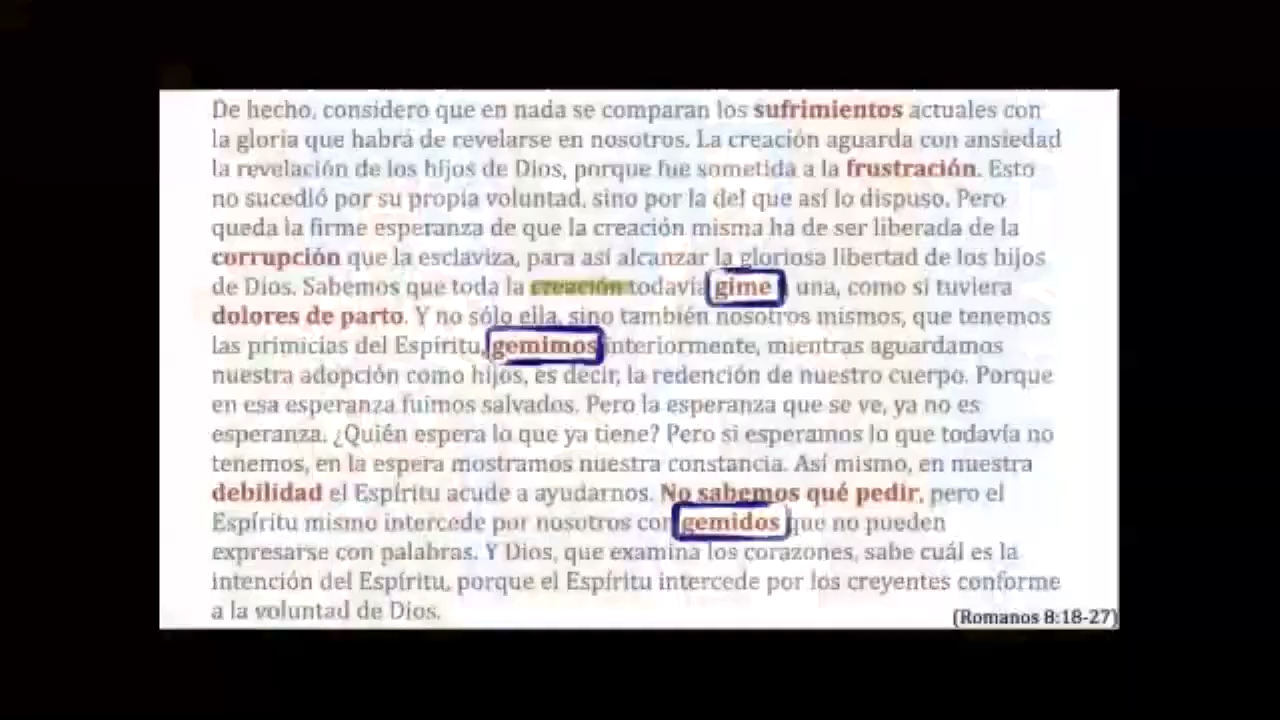 De hecho, considero que en nada se comparan los sufrimientos actuales con
la gloria que habrá de revelarse en nosotros. La creación aguarda con ansiedad
la revelación de los hijos de Dios, porque fue sometida a la frustración. Esto
no sucedió por su propia voluntad, sino por la del que así lo dispuso. Pero
queda la firme esperanza de que la creación misma ha de ser liberada de la
corrupción que la esclaviza, para así alcanzar la gloriosa libertad de los hijos
de Dios. Sabemos que toda la creación todavía gime una, como si tuviera
dolores de parto. Y no sólo ella, sino también nosotros mismos, que tenemos
las primicias del Espíritu, gemimos interiormente, mientras aguardamos
nuestra adopción como hijos, es decir, la redención de nuestro cuerpo. Porque
en esa esperanza fuimos salvados. Pero la esperanza que se ve, ya no es
esperanza. ¿Quién espera lo que ya tiene? Pero si esperamos lo que todavía no
tenemos, en la espera mostramos nuestra constancia. Así mismo, en nuestra
debilidad el Espíritu acude a ayudarnos. No sabemos qué pedir, pero el
Espíritu mismo intercede por nosotros con gemidos que no pueden
expresarse con palabras. Y Dios, que examina los corazones, sabe cuál es la
intención del Espíritu, porque el Espíritu intercede por los creyentes conforme
a la voluntad de Dios.
(Romanos 8:18-27)